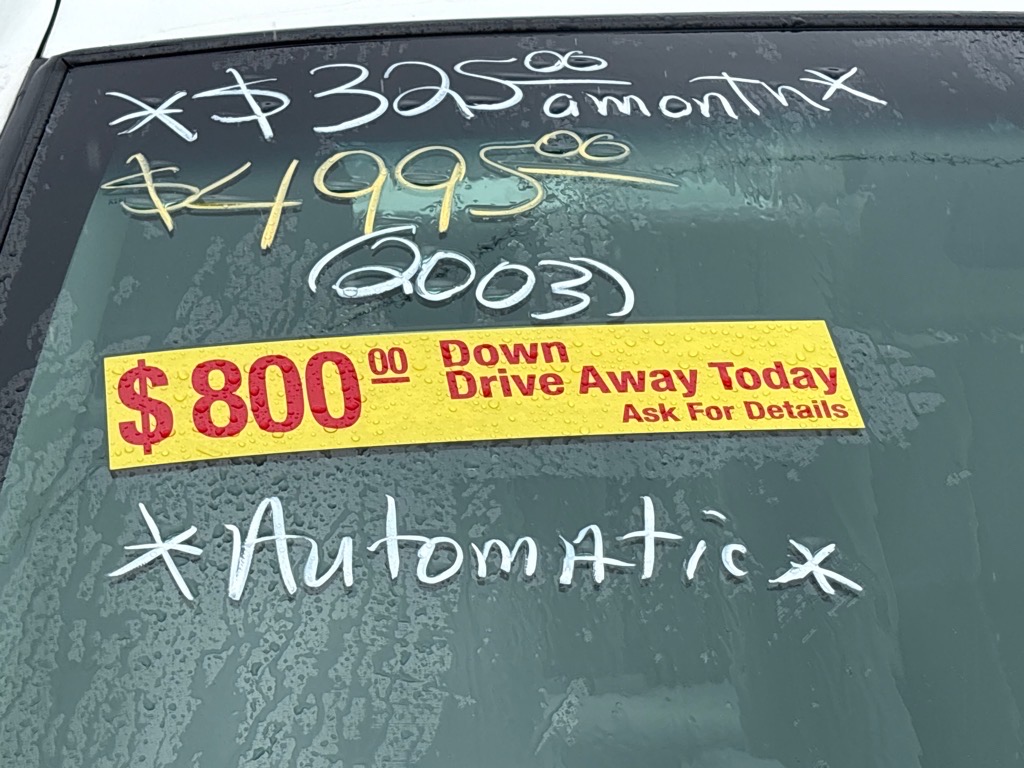 *$325⁰⁰ a month*
$4995⁰⁰
(2003)
$800⁰⁰ Down
Drive Away Today
Ask For Details
*Automatic*